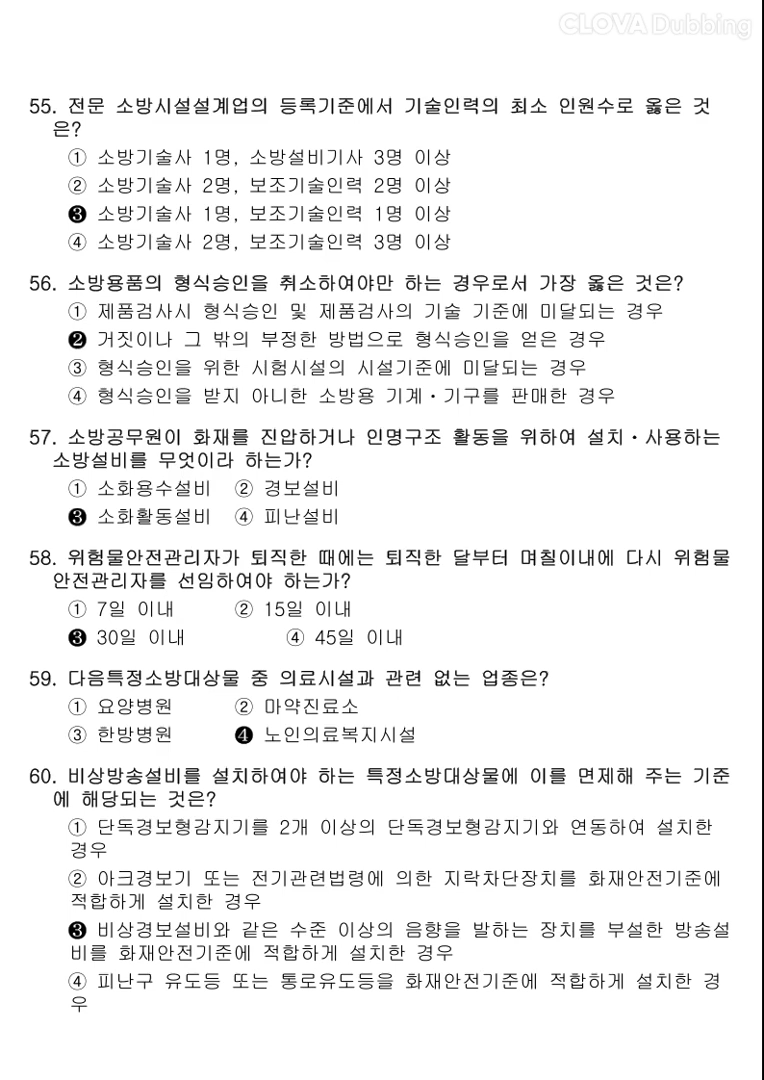 CLOVA Dubbing
55. 전문 소방시설설계업의 등록기준에서 기술인력의 최소 인원수로 옳은 것
은?
① 소방기술사 1명, 소방설비기사 3명 이상
② 소방기술사 2명, 보조기술인력 2명 이상
❸ 소방기술사 1명, 보조기술인력 1명 이상
④ 소방기술사 2명, 보조기술인력 3명 이상
56. 소방용품의 형식승인을 취소하여야만 하는 경우로서 가장 옳은 것은?
① 제품검사시 형식승인 및 제품검사의 기술 기준에 미달되는 경우
❷ 거짓이나 그 밖의 부정한 방법으로 형식승인을 얻은 경우
③ 형식승인을 위한 시험시설의 시설기준에 미달되는 경우
④ 형식승인을 받지 아니한 소방용 기계·기구를 판매한 경우
57. 소방공무원이 화재를 진압하거나 인명구조 활동을 위하여 설치·사용하는
소방설비를 무엇이라 하는가?
① 소화용수설비 ② 경보설비
❸ 소화활동설비 ④ 피난설비
58. 위험물안전관리자가 퇴직한 때에는 퇴직한 달부터 며칠이내에 다시 위험물
안전관리자를 선임하여야 하는가?
① 7일 이내 ② 15일 이내
❸ 30일 이내 ④ 45일 이내
59. 다음특정소방대상물 중 의료시설과 관련 없는 업종은?
① 요양병원 ② 마약진료소
③ 한방병원 ❹ 노인의료복지시설
60. 비상방송설비를 설치하여야 하는 특정소방대상물에 이를 면제해 주는 기준
에 해당되는 것은?
① 단독경보형감지기를 2개 이상의 단독경보형감지기와 연동하여 설치한
경우
② 아크경보기 또는 전기관련법령에 의한 지락차단장치를 화재안전기준에
적합하게 설치한 경우
❸ 비상경보설비와 같은 수준 이상의 음향을 발하는 장치를 부설한 방송설
비를 화재안전기준에 적합하게 설치한 경우
④ 피난구 유도등 또는 통로유도등을 화재안전기준에 적합하게 설치한 경
우